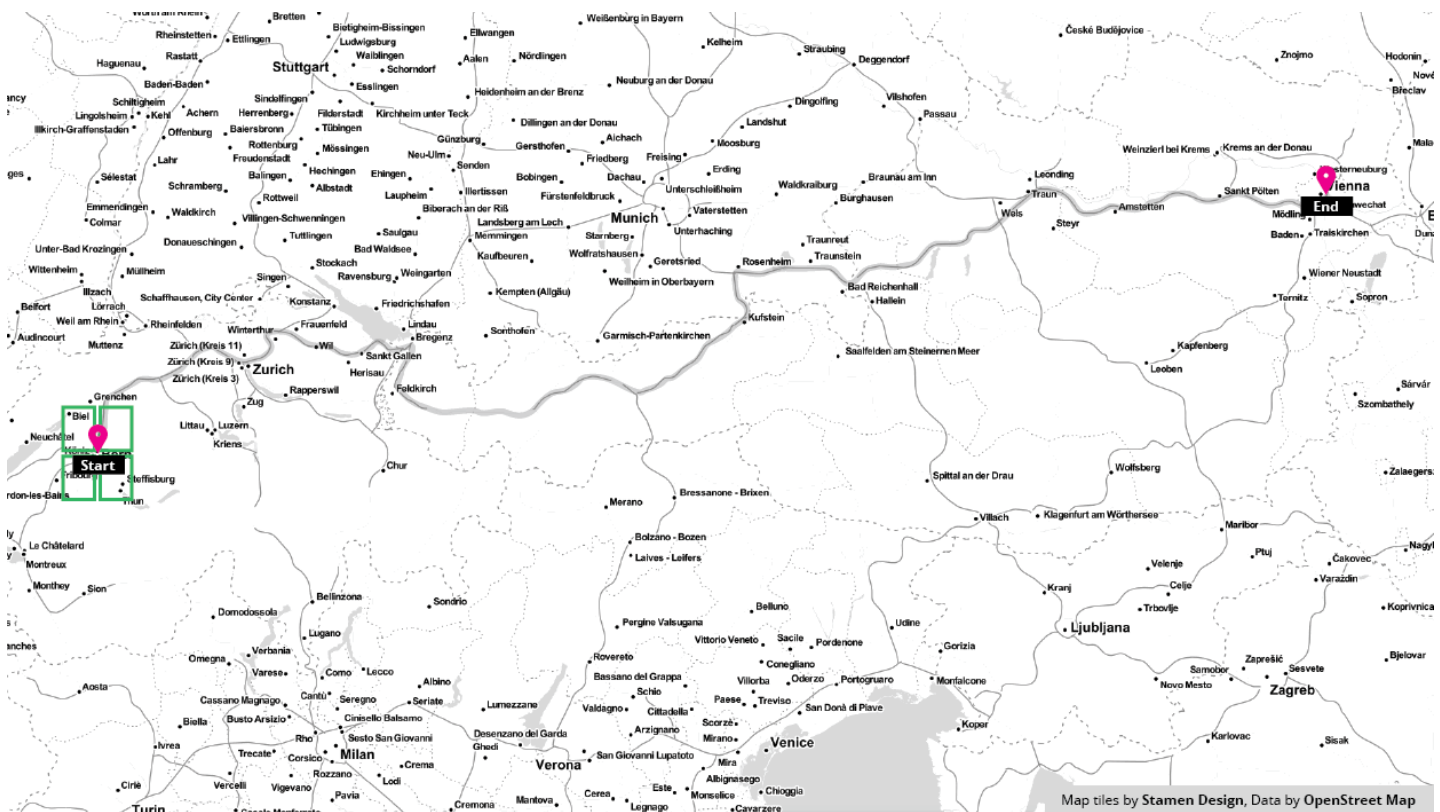 Bretten
Bietigheim-Bissingen
Weißenburg in Bayern
Rheinstetten
Ettlingen
Ludwigsburg
Ellwangen
Kelheim
Straubing
České Budějovice
Rastatt
Waiblingen
Nördlingen
Znojmo
Hodonín
Haguenau
Stuttgart
Schorndorf
Aalen
Deggendorf
Baden-Baden
Esslingen
Neuburg an der Donau
Břeclav
Schiltigheim
Achern
Sindelfingen
Heidenheim an der Brenz
Vilshofen
Lingolsheim
Kehl
Herrenberg
Filderstadt
Kirchheim unter Teck
Dingolfing
Passau
Illkirch-Graffenstaden
Offenburg
Baiersbronn
Tübingen
Dillingen an der Donau
Landshut
Rottenburg
Mössingen
Günzburg
Gersthofen
Aichach
Moosburg
Weinzierl bei Krems
Krems an der Donau
Lahr
Freudenstadt
Neu-Ulm
Senden
Friedberg
Freising
Erding
Sélestat
Schramberg
Balingen
Hechingen
Ehingen
Bobingen
Dachau
Leonding
Albstadt
Laupheim
Illertissen
Fürstenfeldbruck
Unterschleißheim
Waldkraiburg
Braunau am Inn
Traun
Sankt Pölten
Vienna
Emmendingen
Waldkirch
Rottweil
Biberach an der Riß
Burghausen
Wels
Amstetten
End
Colmar
Villingen-Schwenningen
Landsberg am Lech
Munich
Vaterstetten
Steyr
Mödling
Unter-Bad Krozingen
Donaueschingen
Tuttlingen
Saulgau
Memmingen
Starnberg
Unterhaching
Traunreut
Baden
Traiskirchen
Bad Waldsee
Kaufbeuren
Wolfratshausen
Geretsried
Traunstein
Wittenheim
Müllheim
Stockach
Ravensburg
Weingarten
Rosenheim
Wiener Neustadt
Singen
Kempten (Allgäu)
Weilheim in Oberbayern
Bad Reichenhall
Illzach
Schaffhausen, City Center
Konstanz
Friedrichshafen
Hallein
Ternitz
Sopron
Belfort
Lörrach
Weil am Rhein
Rheinfelden
Winterthur
Frauenfeld
Lindau
Sonthofen
Kufstein
Audincourt
Muttenz
Zürich (Kreis 11)
Wil
Bregenz
Garmisch-Partenkirchen
Zürich (Kreis 9)
Sankt Gallen
Saalfelden am Steinernen Meer
Kapfenberg
Zurich
Herisau
Leoben
Zürich (Kreis 3)
Rapperswil
Feldkirch
Sárvár
Grenchen
Zug
Szombathely
Biel
Littau
Luzern
Neuchâtel
Kriens
Start
Chur
Wolfsberg
Steffisburg
Spittal an der Drau
Thun
Merano
Bressanone - Brixen
Villach
Klagenfurt am Wörthersee
Maribor
Bolzano - Bozen
Le Châtelard
Laives - Leifers
Ptuj
Montreux
Velenje
Čakovec
Monthey
Sion
Kranj
Celje
Varaždin
Bellinzona
Sondrio
Belluno
Trbovlje
Koprivnica
Domodossola
Pergine Valsugana
Udine
Ljubljana
Lugano
Vittorio Veneto
Sacile
Pordenone
Gorizia
Verbania
Omegna
Rovereto
Conegliano
Zaprešić
Bjelovar
Varese
Como
Lecco
Bassano del Grappa
Villorba
Oderzo
Portogruaro
Monfalcone
Samobor
Sesvete
Aosta
Albino
Schio
Novo Mesto
Zagreb
Cassano Magnago
Cantù
Seregno
Seriate
Lumezzane
Valdagno
Cittadella
Paese
Treviso
San Donà di Piave
Biella
Busto Arsizio
Cinisello Balsamo
Scorzè
Koper
Rho
Sesto San Giovanni
Desenzano del Garda
Arzignano
Mirano
Venice
Karlovac
Sisak
Ivrea
Trecate
Corsico
Milan
Ghedi
San Giovanni Lupatoto
Crema
Verona
Mira
Rozzano
Albignasego
Ciriè
Vercelli
Vigevano
Lodi
Este
Monselice
Chioggia
Pavia
Cremona
Mantova
Cerea
Legnago
Cavarzere
Turin
Map tiles by Stamen Design, Data by OpenStreet Map